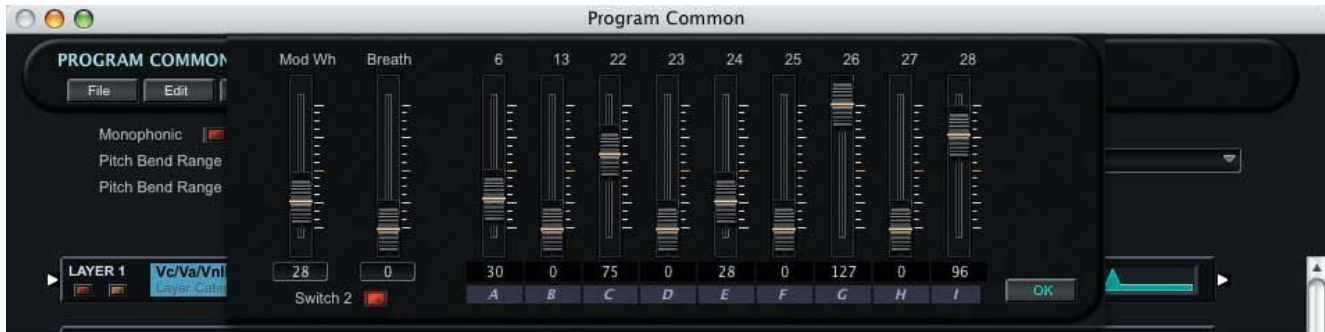 Program Common
PROGRAM COMMON
Mod Wh Breath 6 13 22 23 24 25 26 27 28
File Edit
Monophonic
Pitch Bend Range
Pitch Bend Range
LAYER 1 Vc/Va/Vnl
Layer Cate
28 0 30 0 75 0 28 0 127 0 96
Switch 2 A B C D E F G H I OK